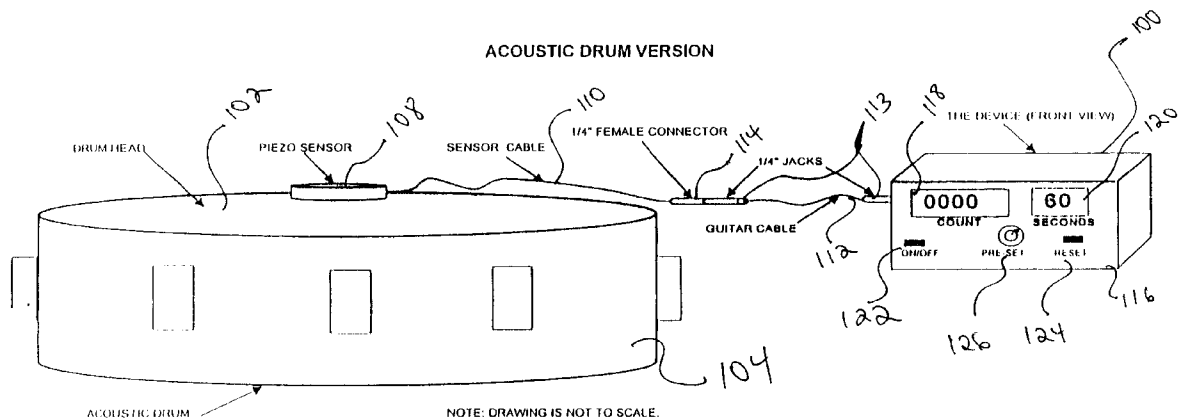 ACOUSTIC DRUM VERSION
100
102
108
110
113
118
120
1/4" FEMALE CONNECTOR
114
THE DEVICE (FRONT VIEW)
DRUM HEAD
PIEZO SENSOR
SENSOR CABLE
1/4" JACKS
0000
60
COUNT
SECONDS
GUITAR CABLE
112
ON/OFF
PRE-SET
RESET
116
122
126
124
104
ACOUSTIC DRUM
NOTE: DRAWING IS NOT TO SCALE.